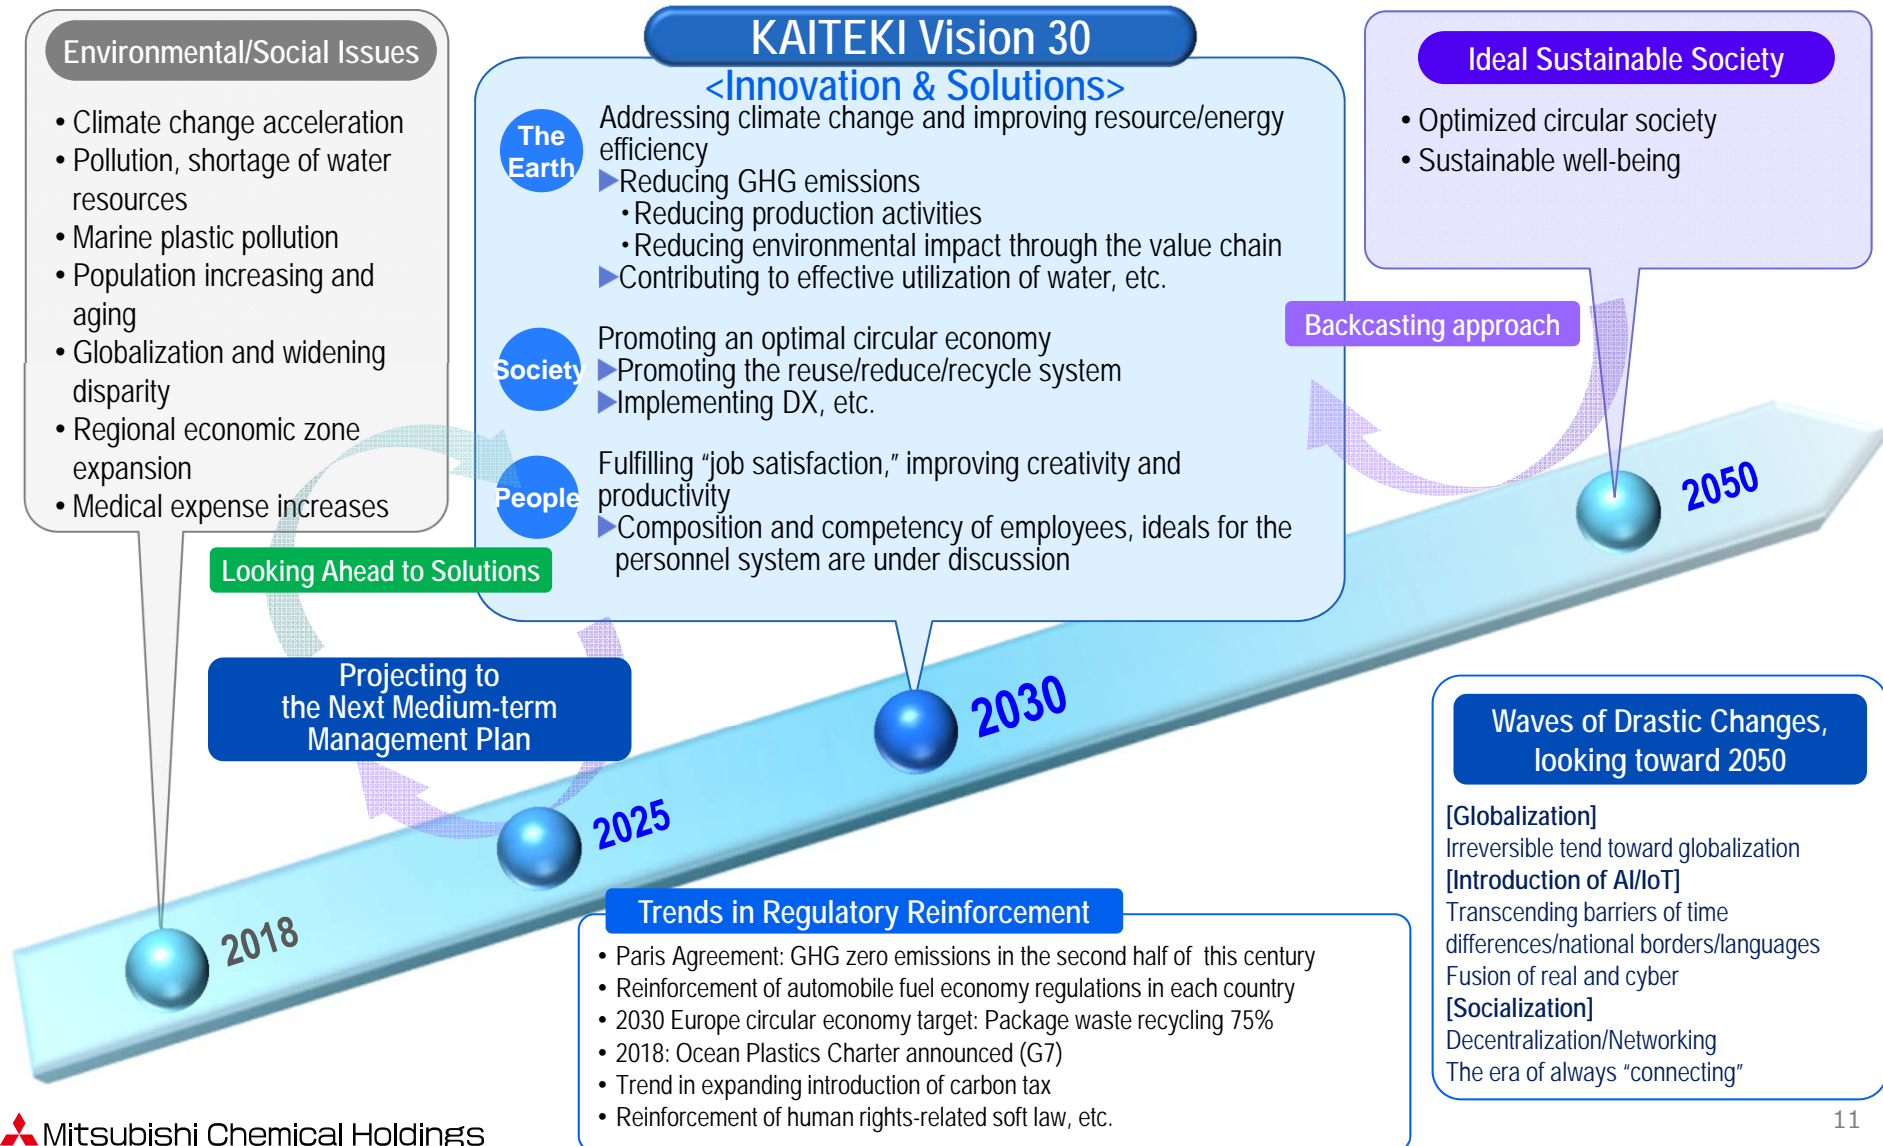 Environmental/Social Issues
• Climate change acceleration
• Pollution, shortage of water
resources
• Marine plastic pollution
• Population increasing and
aging
• Globalization and widening
disparity
• Regional economic zone
expansion
• Medical expense increases
KAITEKI Vision 30
<Innovation & Solutions>
The
Earth
Addressing climate change and improving resource/energy
efficiency
▶Reducing GHG emissions
・Reducing production activities
・Reducing environmental impact through the value chain
▶Contributing to effective utilization of water, etc.
Society
Promoting an optimal circular economy
▶Promoting the reuse/reduce/recycle system
▶Implementing DX, etc.
People
Fulfilling “job satisfaction,” improving creativity and
productivity
▶Composition and competency of employees, ideals for the
personnel system are under discussion
Ideal Sustainable Society
• Optimized circular society
• Sustainable well-being
Backcasting approach
Looking Ahead to Solutions
Projecting to
the Next Medium-term
Management Plan
2018
2025
2030
2050
Trends in Regulatory Reinforcement
• Paris Agreement: GHG zero emissions in the second half of this century
• Reinforcement of automobile fuel economy regulations in each country
• 2030 Europe circular economy target: Package waste recycling 75%
• 2018: Ocean Plastics Charter announced (G7)
• Trend in expanding introduction of carbon tax
• Reinforcement of human rights-related soft law, etc.
Waves of Drastic Changes,
looking toward 2050
[Globalization]
Irreversible tend toward globalization
[Introduction of AI/IoT]
Transcending barriers of time
differences/national borders/languages
Fusion of real and cyber
[Socialization]
Decentralization/Networking
The era of always “connecting”
Mitsubishi Chemical Holdings
11